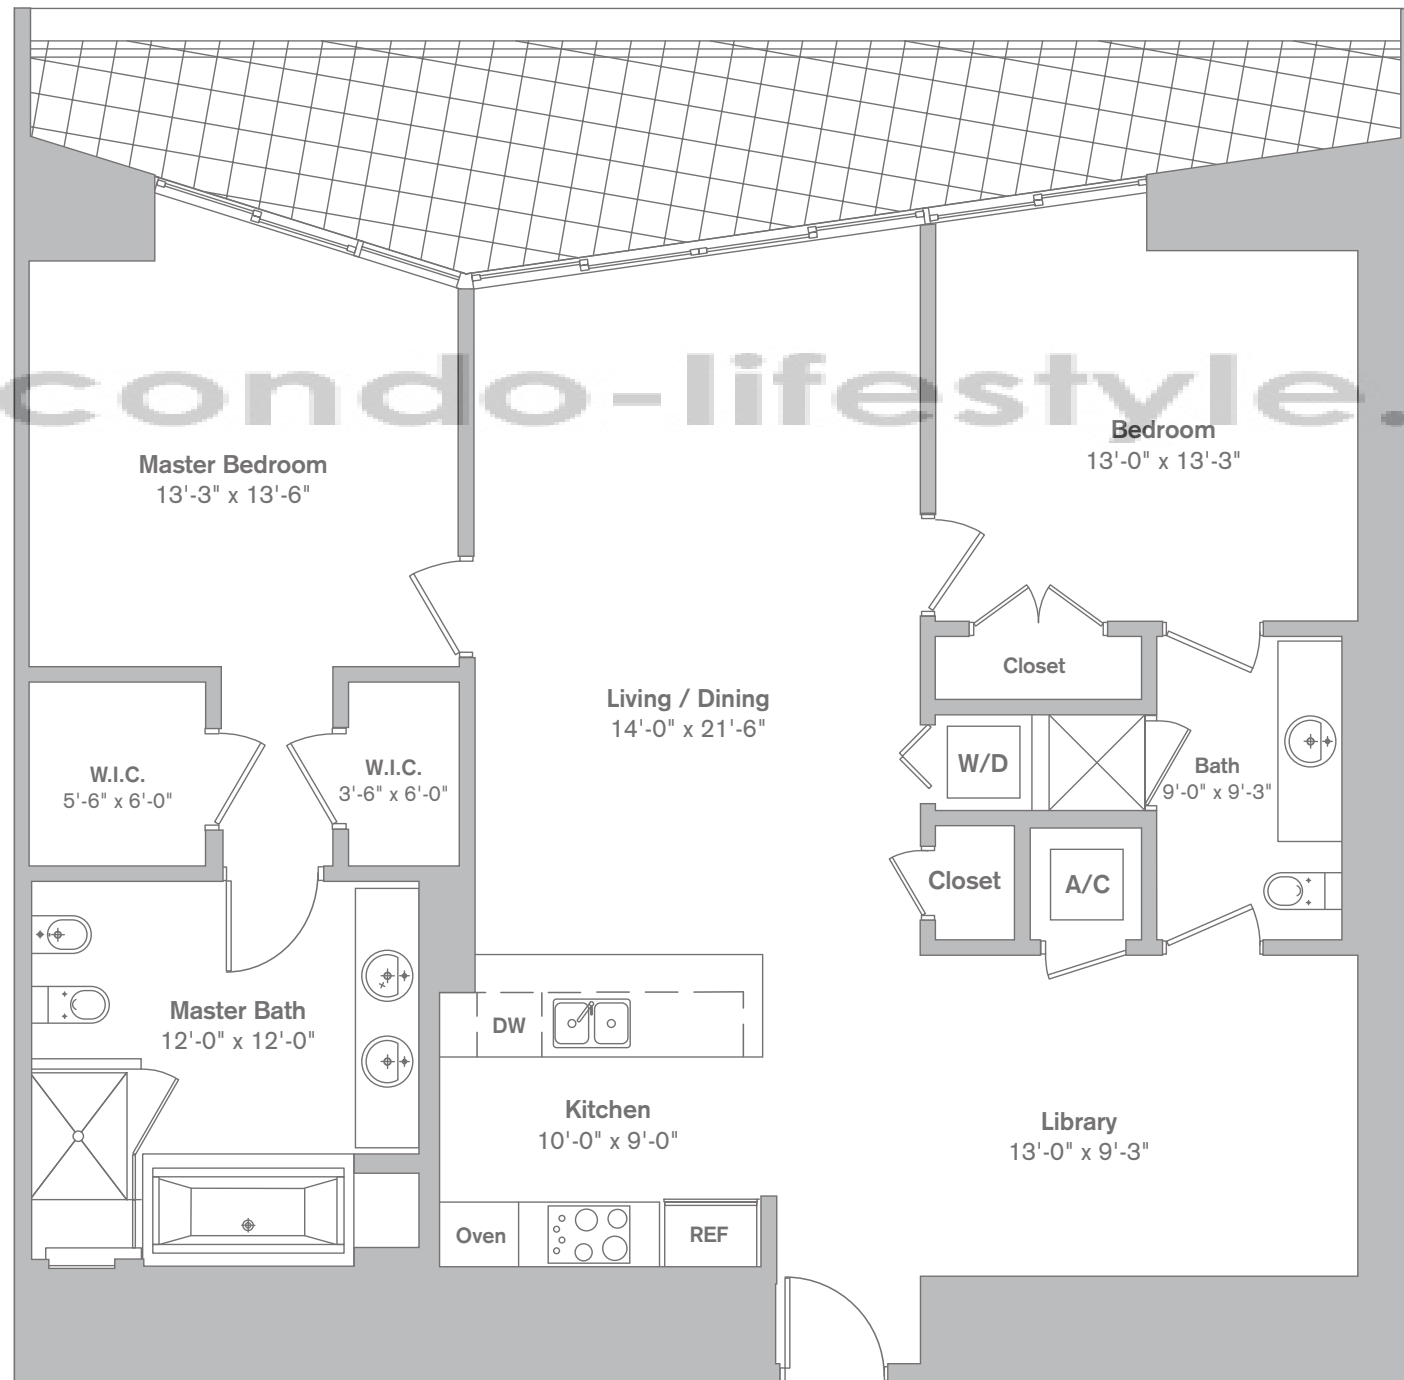 condo-lifestyle.
Bedroom
13'-0" x 13'-3"
Master Bedroom
13'-3" x 13'-6"
Closet
Living / Dining
14'-0" x 21'-6"
W.I.C.
5'-6" x 6'-0"
W.I.C.
3'-6" x 6'-0"
W/D
Bath
9'-0" x 9'-3"
Closet
A/C
Master Bath
12'-0" x 12'-0"
DW
Kitchen
10'-0" x 9'-0"
Library
13'-0" x 9'-3"
Oven
REF